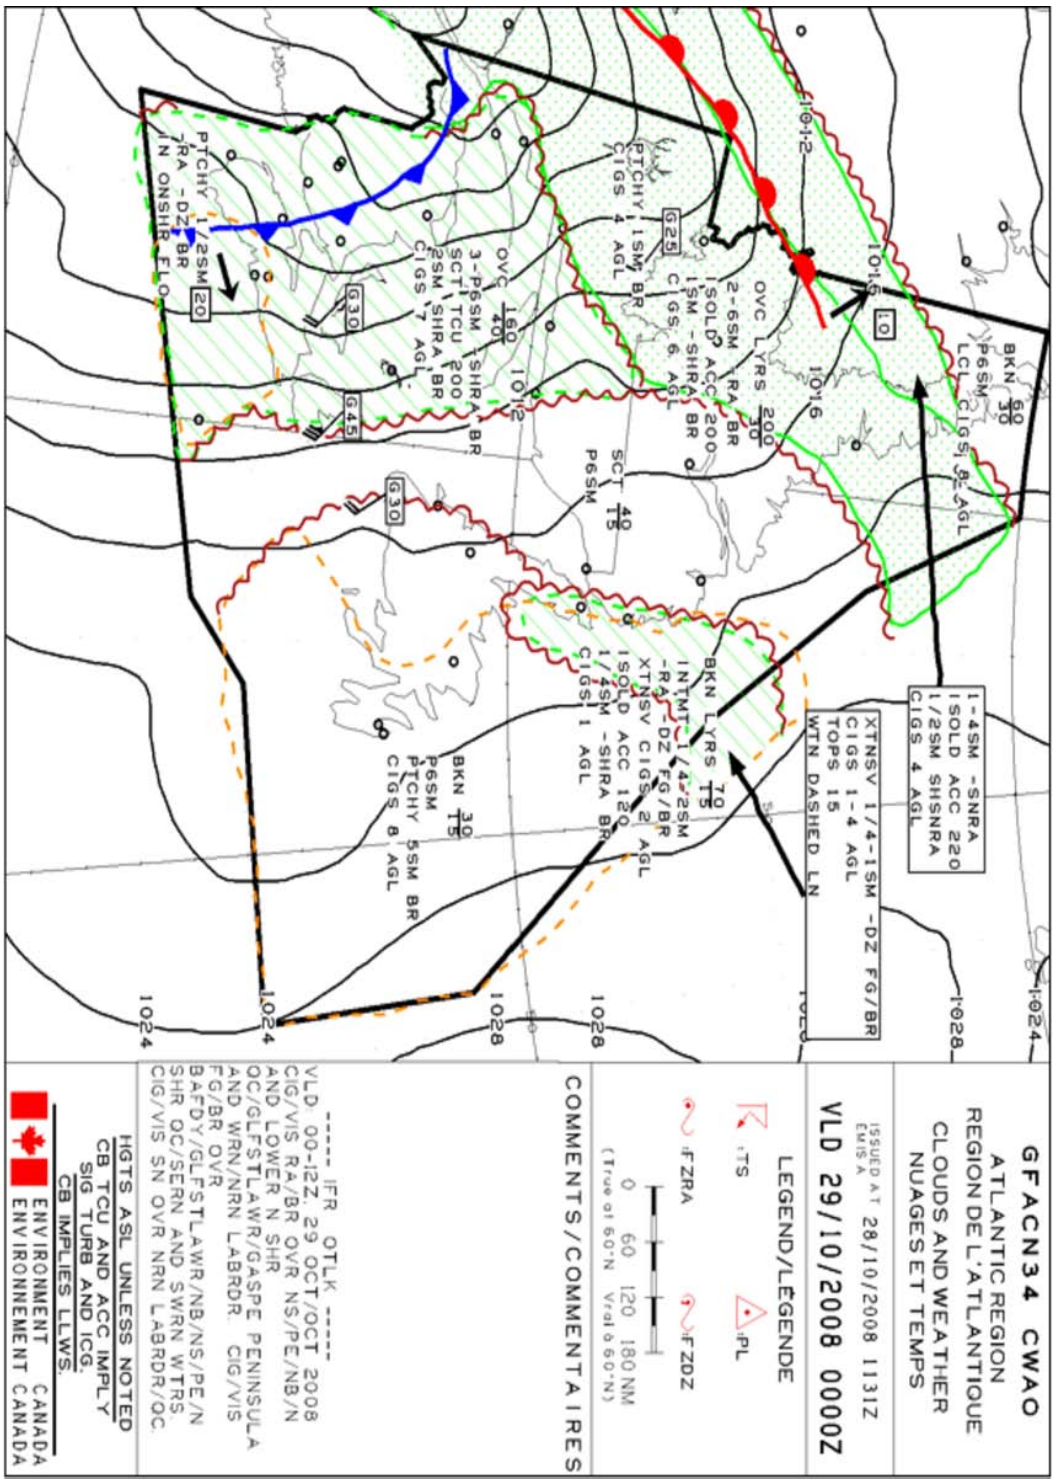 GFACN34 CWAO
ATLANTIC REGION
REGION DE L'ATLANTIQUE
CLOUDS AND WEATHER
NUAGES ET TEMPS
ISSUED AT 28/10/2008 1131Z
EMIS A
VLD 29/10/2008 0000Z
LEGEND/LÉGENDE
:TS
:PL
:FZRA
:FZDZ
0 60 120 180 NM
(True at 60°N Vrai à 60°N)
COMMENTS/COMMENTAIRES
----- IFR OTLK -----
VLD: 00-12Z, 29 OCT/OCT 2008
CIG/VIS RA/BR OVR NS/PE/NB/N
AND LOWER N SHR
QC/GLFSTLAWR/GASPE PENINSULA
AND WRN/NRN LABRDR. CIG/VIS
FG/BR OVR
BAFDY/GLFSTLAWR/NB/NS/PE/N
SHR QC/SERN AND SWRN WTRS.
CIG/VIS SN OVR NRN LABRDR/QC.
HGTS ASL UNLESS NOTED
CB TCU AND ACC IMPLY
SIG TURB AND ICG.
CB IMPLIES LLWS.
ENVIRONMENT CANADA
ENVIRONNEMENT CANADA
1012
1016
10
BKN 60
30
P6SM
LCL CIGS 8 AGL
1-4SM -SNRA
ISOLD ACC 220
1/2SM SHSNRA
CIGS 4 AGL
XTNSV 1/4-1SM -DZ FG/BR
CIGS 1-4 AGL
TOPS 15
WTN DASHED LN
1024
1028
1016
OVC LYRS 200
30
2-6SM -RA BR
ISOLD ACC 200
1SM -SHRA BR
CIGS 6 AGL
G25
PTCHY 1SM BR
CIGS 4 AGL
BKN LYRS 70
15
INTMT 1/4-2SM
-RA -DZ FG/BR
XTNSV CIGS 2 AGL
ISOLD ACC 120
1/4SM -SHRA BR
CIGS 1 AGL
SCT 40
15
P6SM
50
1028
1028
50
OVC 160
40
3-P6SM -SHRA BR
SCT TCU 200
2SM SHRA BR
CIGS 7 AGL
1012
BKN 30
15
P6SM
PTCHY 5SM BR
CIGS 8 AGL
G30
G30
G45
PTCHY 1/2SM
-RA -DZ BR
IN ONSHR FLO
20
1024
1024